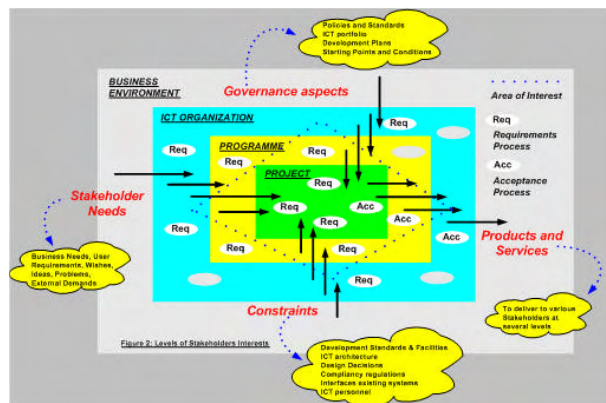 Policies and Standards
ICT portfolio
Development Plans
Starting Points and Conditions
BUSINESS
ENVIRONMENT
Governance aspects
Area of Interest
ICT ORGANIZATION
Req
Req
Requirements
Process
PROGRAMME
Req
Req
Req
Acc
Acceptance
Process
PROJECT
Req
Stakeholder
Needs
Req
Acc
Req
Acc
Acc
Req
Req
Req
Req
Acc
Products and
Services
Business Needs, User
Requirements, Wishes,
Ideas, Problems,
External Demands
Req
Constraints
To deliver to various
Stakeholders at
several levels
Figure 2: Levels of Stakeholders Interests
Development Standards & Facilities
ICT architecture
Design Decisions
Compliancy regulations
Interfaces existing systems
ICT personnel